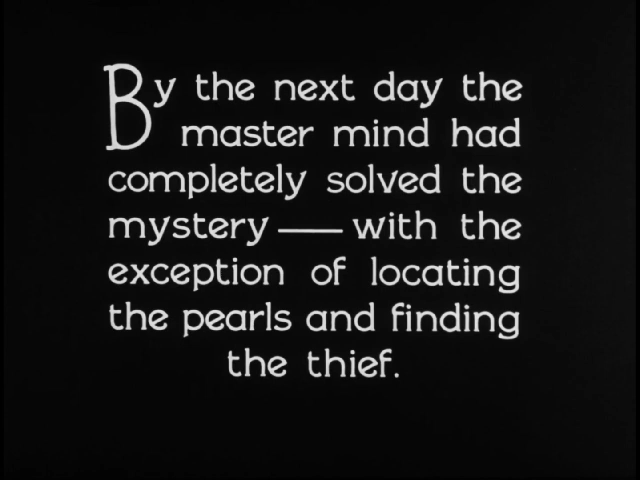 By the next day the
master mind had
completely solved the
mystery — with the
exception of locating
the pearls and finding
the thief.